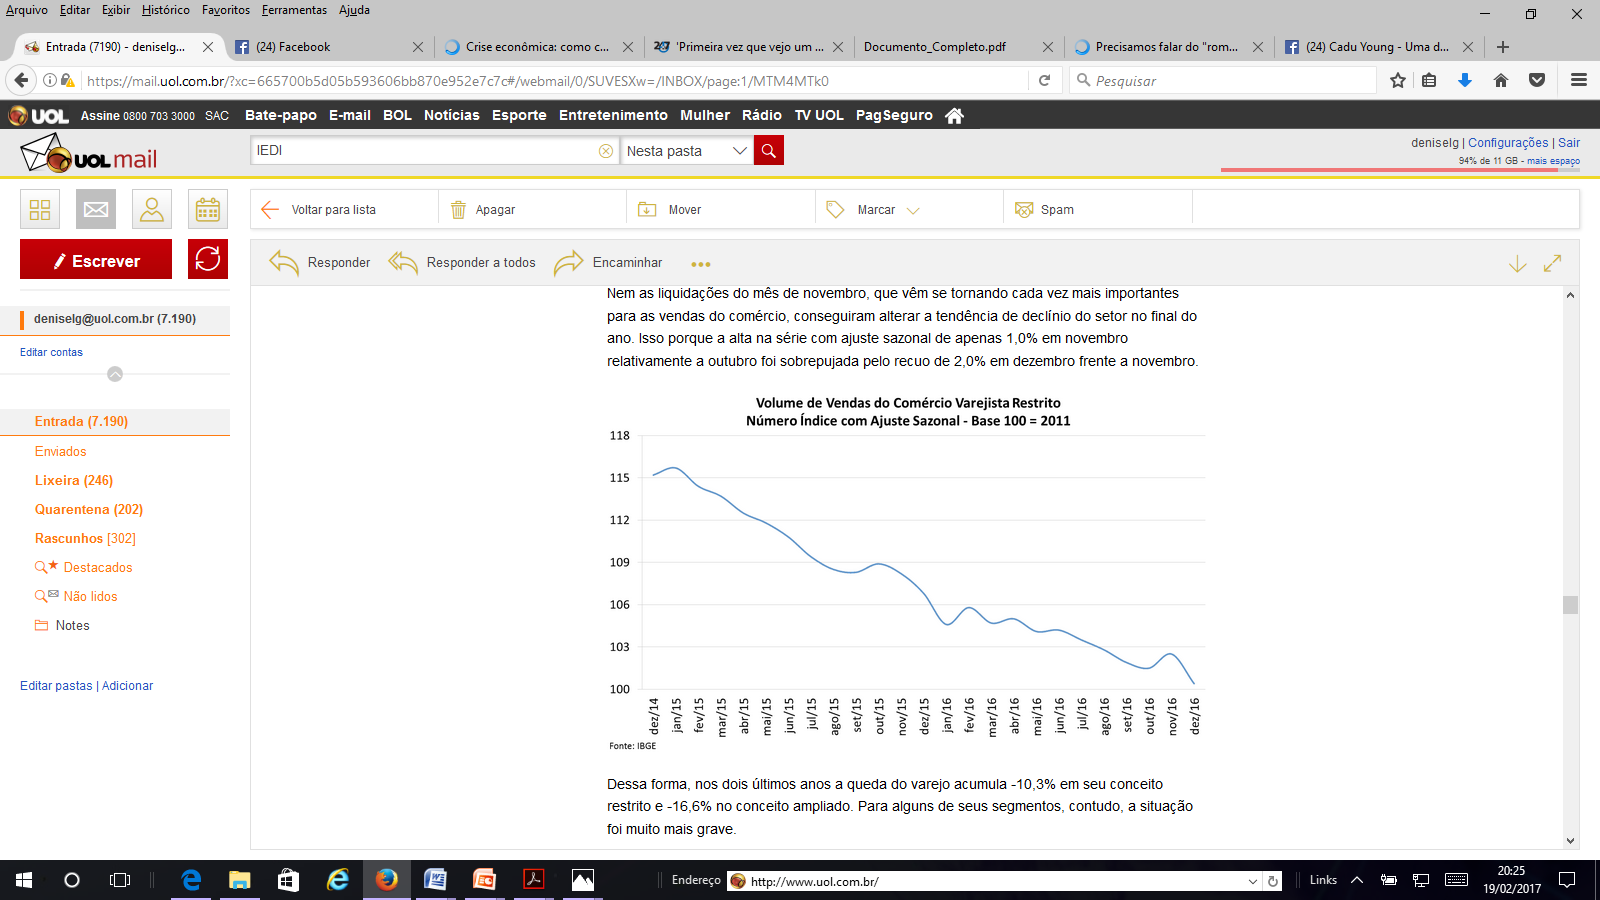 Arquivo Editar Exibir Histórico Favoritos Ferramentas Ajuda
Entrada (7190) - deniselg...
(24) Facebook
Crise econômica: como c...
'Primeira vez que vejo um ...
Documento_Completo.pdf
Precisamos falar do "rom...
(24) Cadu Young - Uma d...
https://mail.uol.com.br/?xc=665700b5d05b593606bb870e952e7c7c#/webmail/0/SUVESXw=/INBOX/page:1/MTM4MTk0
Pesquisar
UOL Assine 0800 703 3000 SAC Bate-papo E-mail BOL Notícias Esporte Entretenimento Mulher Rádio TV UOL PagSeguro
UOL mail
IEDI
Nesta pasta
deniselg | Configurações | Sair
94% de 11 GB - mais espaço
Voltar para lista
Apagar
Mover
Marcar
Spam
Escrever
Responder
Responder a todos
Encaminhar
deniselg@uol.com.br (7.190)
Editar contas
Entrada (7.190)
Enviados
Lixeira (246)
Quarentena (202)
Rascunhos [302]
Destacados
Não lidos
Notes
Editar pastas | Adicionar
Nem as liquidações do mês de novembro, que vêm se tornando cada vez mais importantes
para as vendas do comércio, conseguiram alterar a tendência de declínio do setor no final do
ano. Isso porque a alta na série com ajuste sazonal de apenas 1,0% em novembro
relativamente a outubro foi sobrepujada pelo recuo de 2,0% em dezembro frente a novembro.
Volume de Vendas do Comércio Varejista Restrito
Número Índice com Ajuste Sazonal - Base 100 = 2011
118
115
112
109
106
103
100
dez/14
jan/15
fev/15
mar/15
abr/15
mai/15
jun/15
jul/15
ago/15
set/15
out/15
nov/15
dez/15
jan/16
fev/16
mar/16
abr/16
mai/16
jun/16
jul/16
ago/16
set/16
out/16
nov/16
dez/16
Fonte: IBGE
Dessa forma, nos dois últimos anos a queda do varejo acumula -10,3% em seu conceito
restrito e -16,6% no conceito ampliado. Para alguns de seus segmentos, contudo, a situação
foi muito mais grave.
Endereço
http://www.uol.com.br/
Links
20:25
19/02/2017